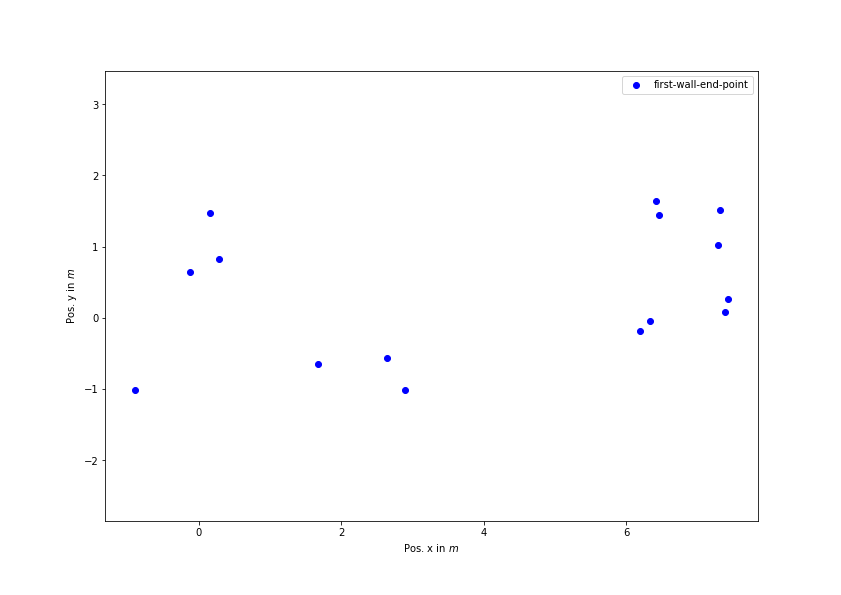 first-wall-end-point
3
2
1
0
−1
−2
Pos. y in m
0 2 4 6
Pos. x in m